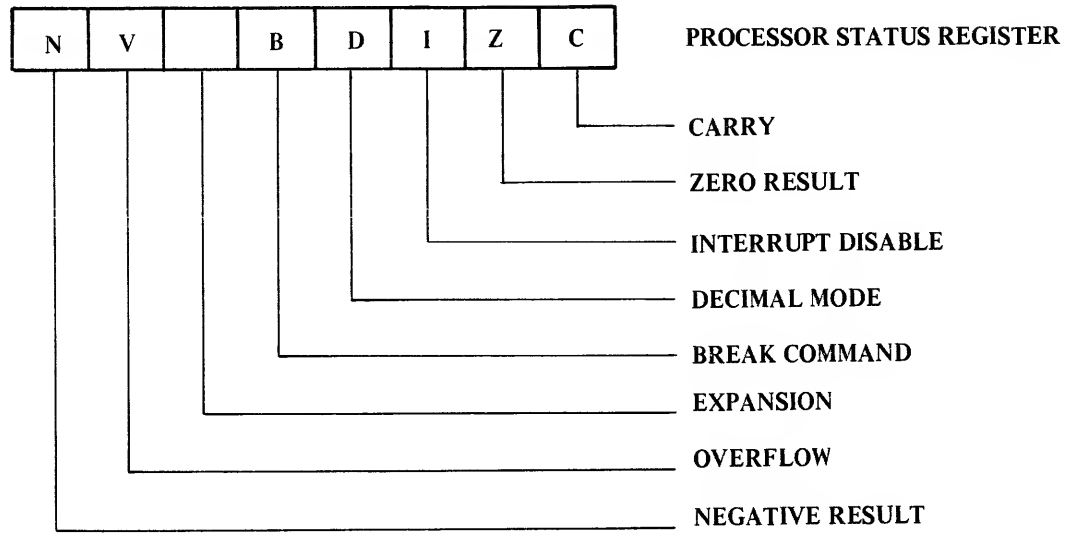 N V B D I Z C PROCESSOR STATUS REGISTER
CARRY
ZERO RESULT
INTERRUPT DISABLE
DECIMAL MODE
BREAK COMMAND
EXPANSION
OVERFLOW
NEGATIVE RESULT